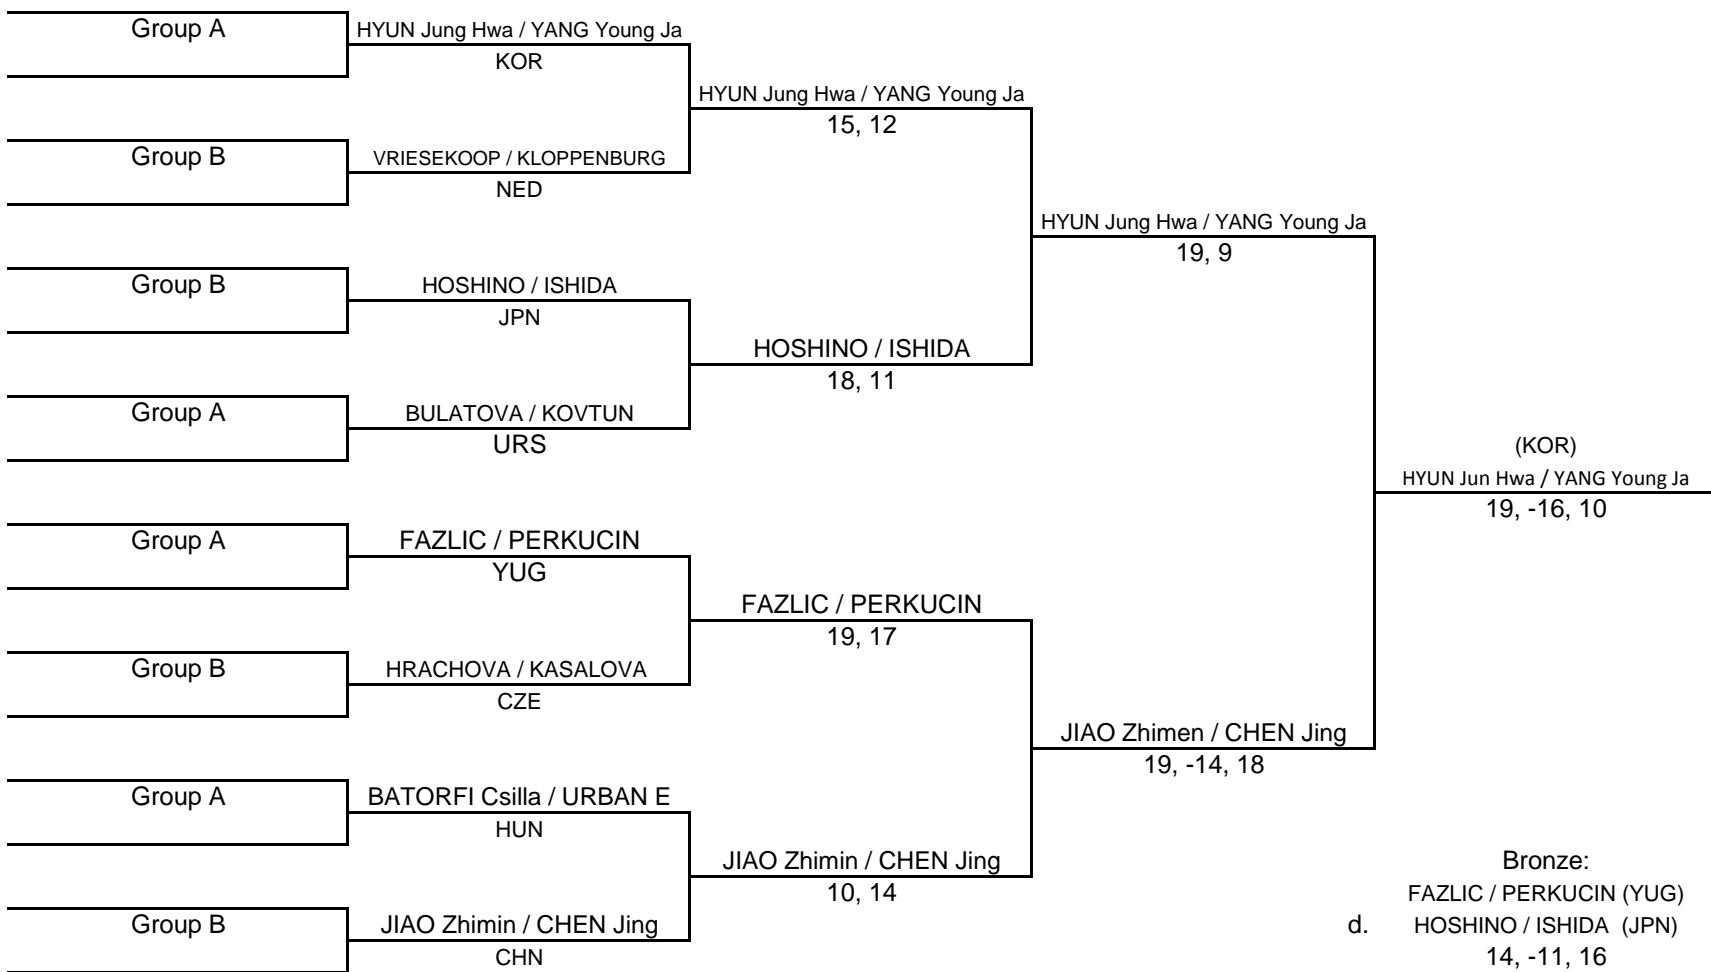 Group A
HYUN Jung Hwa / YANG Young Ja
KOR
HYUN Jung Hwa / YANG Young Ja
15, 12
Group B
VRIESEKOOP / KLOPPENBURG
NED
HYUN Jung Hwa / YANG Young Ja
19, 9
Group B
HOSHINO / ISHIDA
JPN
HOSHINO / ISHIDA
18, 11
Group A
BULATOVA / KOVTUN
URS
(KOR)
HYUN Jun Hwa / YANG Young Ja
19, -16, 10
Group A
FAZLIC / PERKUCIN
YUG
FAZLIC / PERKUCIN
19, 17
Group B
HRACHOVA / KASALOVA
CZE
JIAO Zhimen / CHEN Jing
19, -14, 18
Group A
BATORFI Csilla / URBAN E
HUN
JIAO Zhimin / CHEN Jing
10, 14
Group B
JIAO Zhimin / CHEN Jing
CHN
Bronze:
FAZLIC / PERKUCIN (YUG)
d. HOSHINO / ISHIDA (JPN)
14, -11, 16